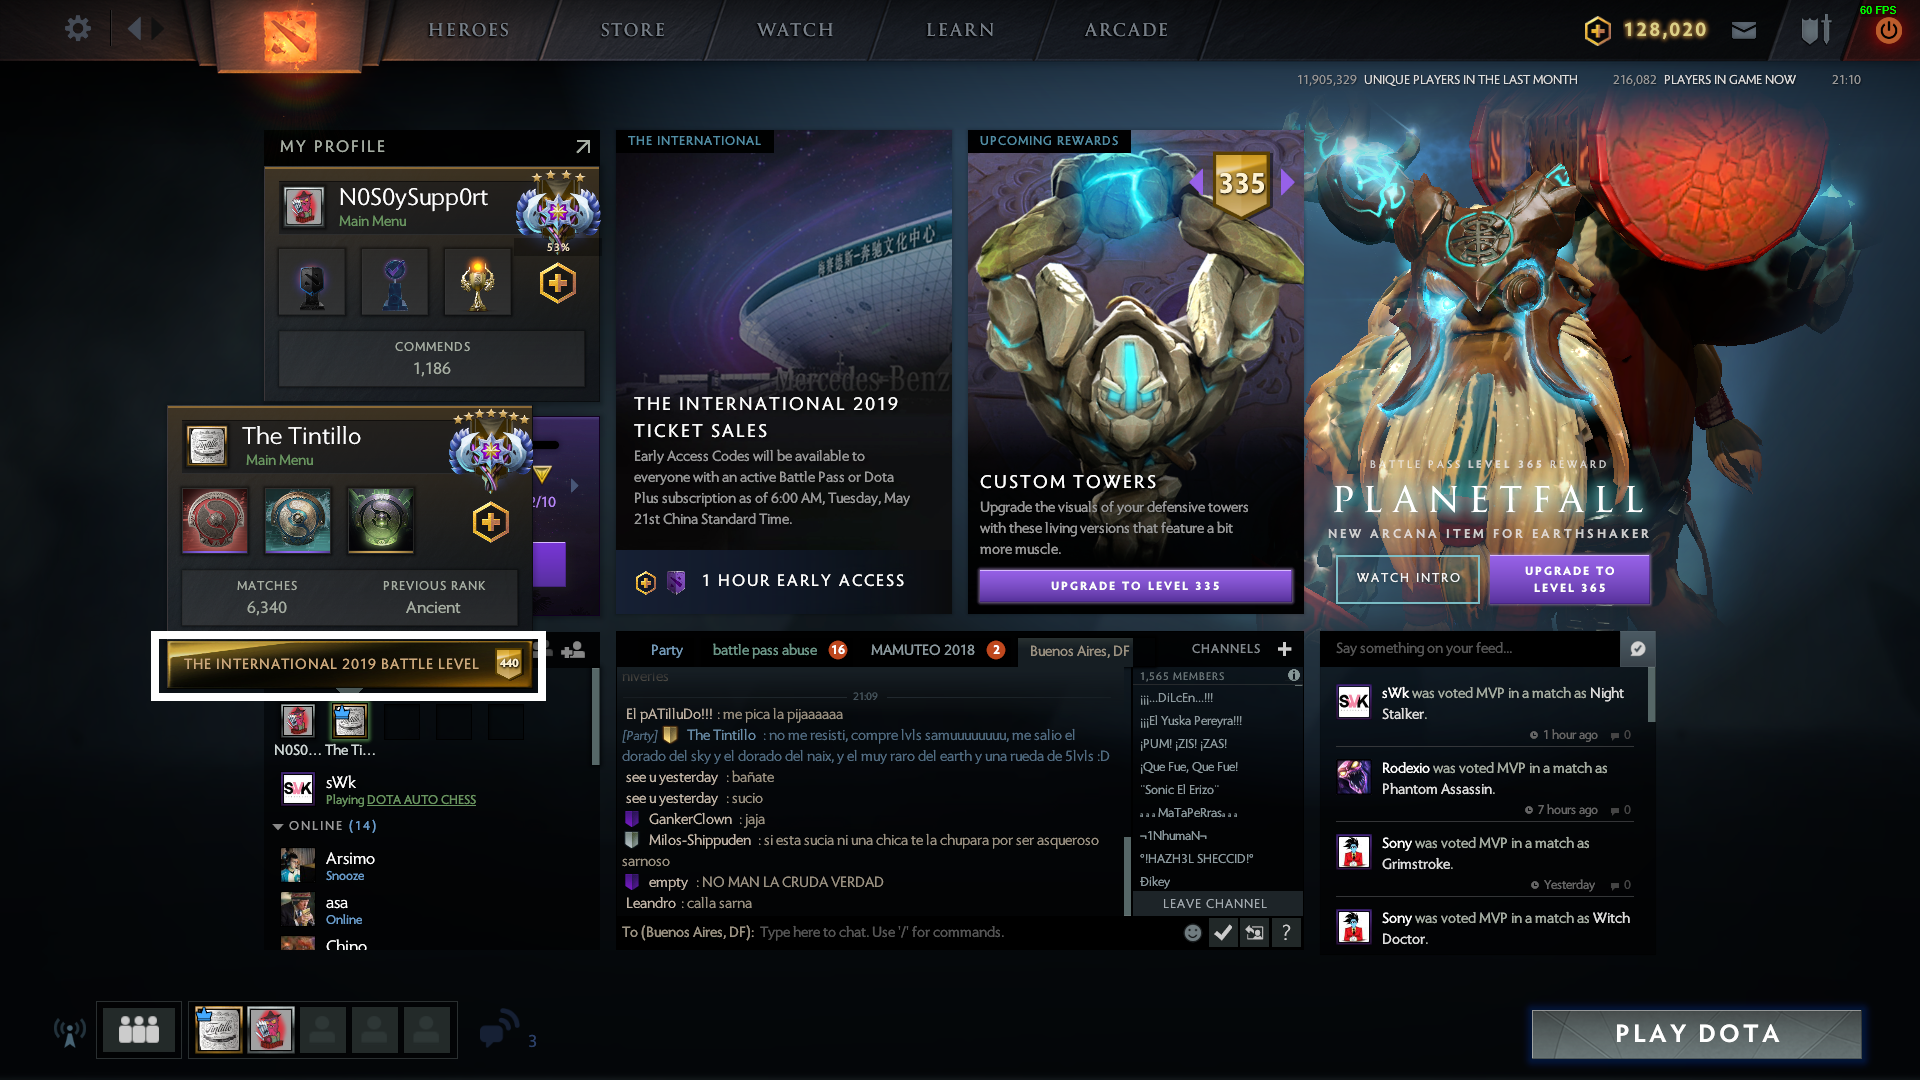 60 FPS
HEROES
STORE
WATCH
LEARN
ARCADE
128,020
11,905,329 UNIQUE PLAYERS IN THE LAST MONTH
216,082 PLAYERS IN GAME NOW
21:10
MY PROFILE
N0S0ySupp0rt
Main Menu
53%
COMMENDS
1,186
The Tintillo
Main Menu
2/10
MATCHES
6,340
PREVIOUS RANK
Ancient
THE INTERNATIONAL 2019 BATTLE LEVEL
440
N0S0... The Ti...
sWk
Playing DOTA AUTO CHESS
ONLINE (14)
Arsimo
Snooze
asa
Online
Chino
THE INTERNATIONAL
梅赛德斯-奔驰文化中心
Mercedes-Benz
THE INTERNATIONAL 2019
TICKET SALES
Early Access Codes will be available to
everyone with an active Battle Pass or Dota
Plus subscription as of 6:00 AM, Tuesday, May
21st China Standard Time.
1 HOUR EARLY ACCESS
UPCOMING REWARDS
335
CUSTOM TOWERS
Upgrade the visuals of your defensive towers
with these living versions that feature a bit
more muscle.
UPGRADE TO LEVEL 335
BATTLE PASS LEVEL 365 REWARD
PLANETFALL
NEW ARCANA ITEM FOR EARTHSHAKER
WATCH INTRO
UPGRADE TO
LEVEL 365
Party
battle pass abuse 16
MAMUTEO 2018 2
Buenos Aires, DF
CHANNELS
21:09
El pATilluDo!!! : me pica la pijaaaaaa
[Party] The Tintillo : no me resisti, compre lvls samuuuuuuuu, me salio el
dorado del sky y el dorado del naix, y el muy raro del earth y una rueda de 5lvls :D
see u yesterday : bañate
see u yesterday : sucio
GankerClown : jaja
Milos-Shippuden : si esta sucia ni una chica te la chupara por ser asqueroso
sarnoso
empty : NO MAN LA CRUDA VERDAD
Leandro : calla sarna
To (Buenos Aires, DF): Type here to chat. Use '/' for commands.
?
1,565 MEMBERS
¡¡¡...DiLcEn...!!!
¡¡¡El Yuska Pereyra!!!
¡PUM! ¡ZIS! ¡ZAS!
¡Que Fue, Que Fue!
¨Sonic El Erizo¨
MaTaPeRras
¬1NhumaN¬
°!HAZH3L SHECCID!°
Ðikey
LEAVE CHANNEL
Say something on your feed...
sWk was voted MVP in a match as Night
Stalker.
1 hour ago 0
Rodexio was voted MVP in a match as
Phantom Assassin.
7 hours ago 0
Sony was voted MVP in a match as
Grimstroke.
Yesterday 0
Sony was voted MVP in a match as Witch
Doctor.
3
PLAY DOTA